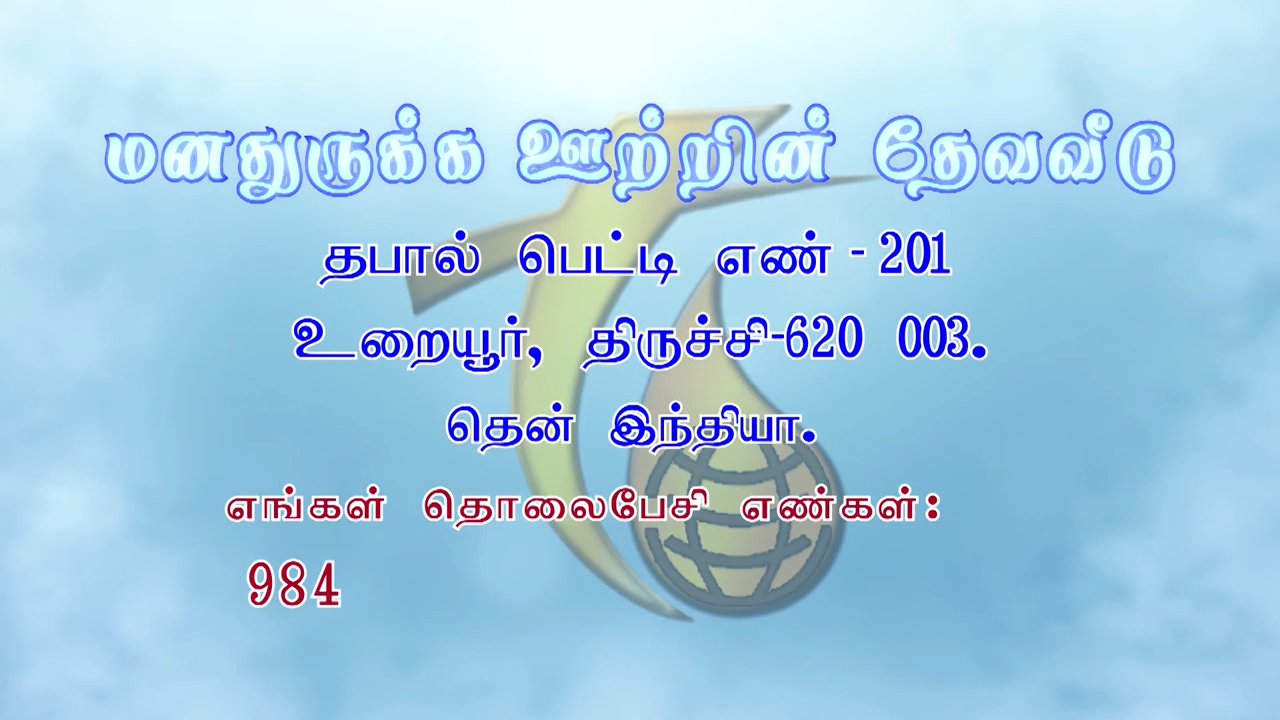 மனதுருக்க ஊற்றின் தேவவீடு
தபால் பெட்டி எண் - 201
உறையூர், திருச்சி-620 003.
தென் இந்தியா.
எங்கள் தொலைபேசி எண்கள்:
984